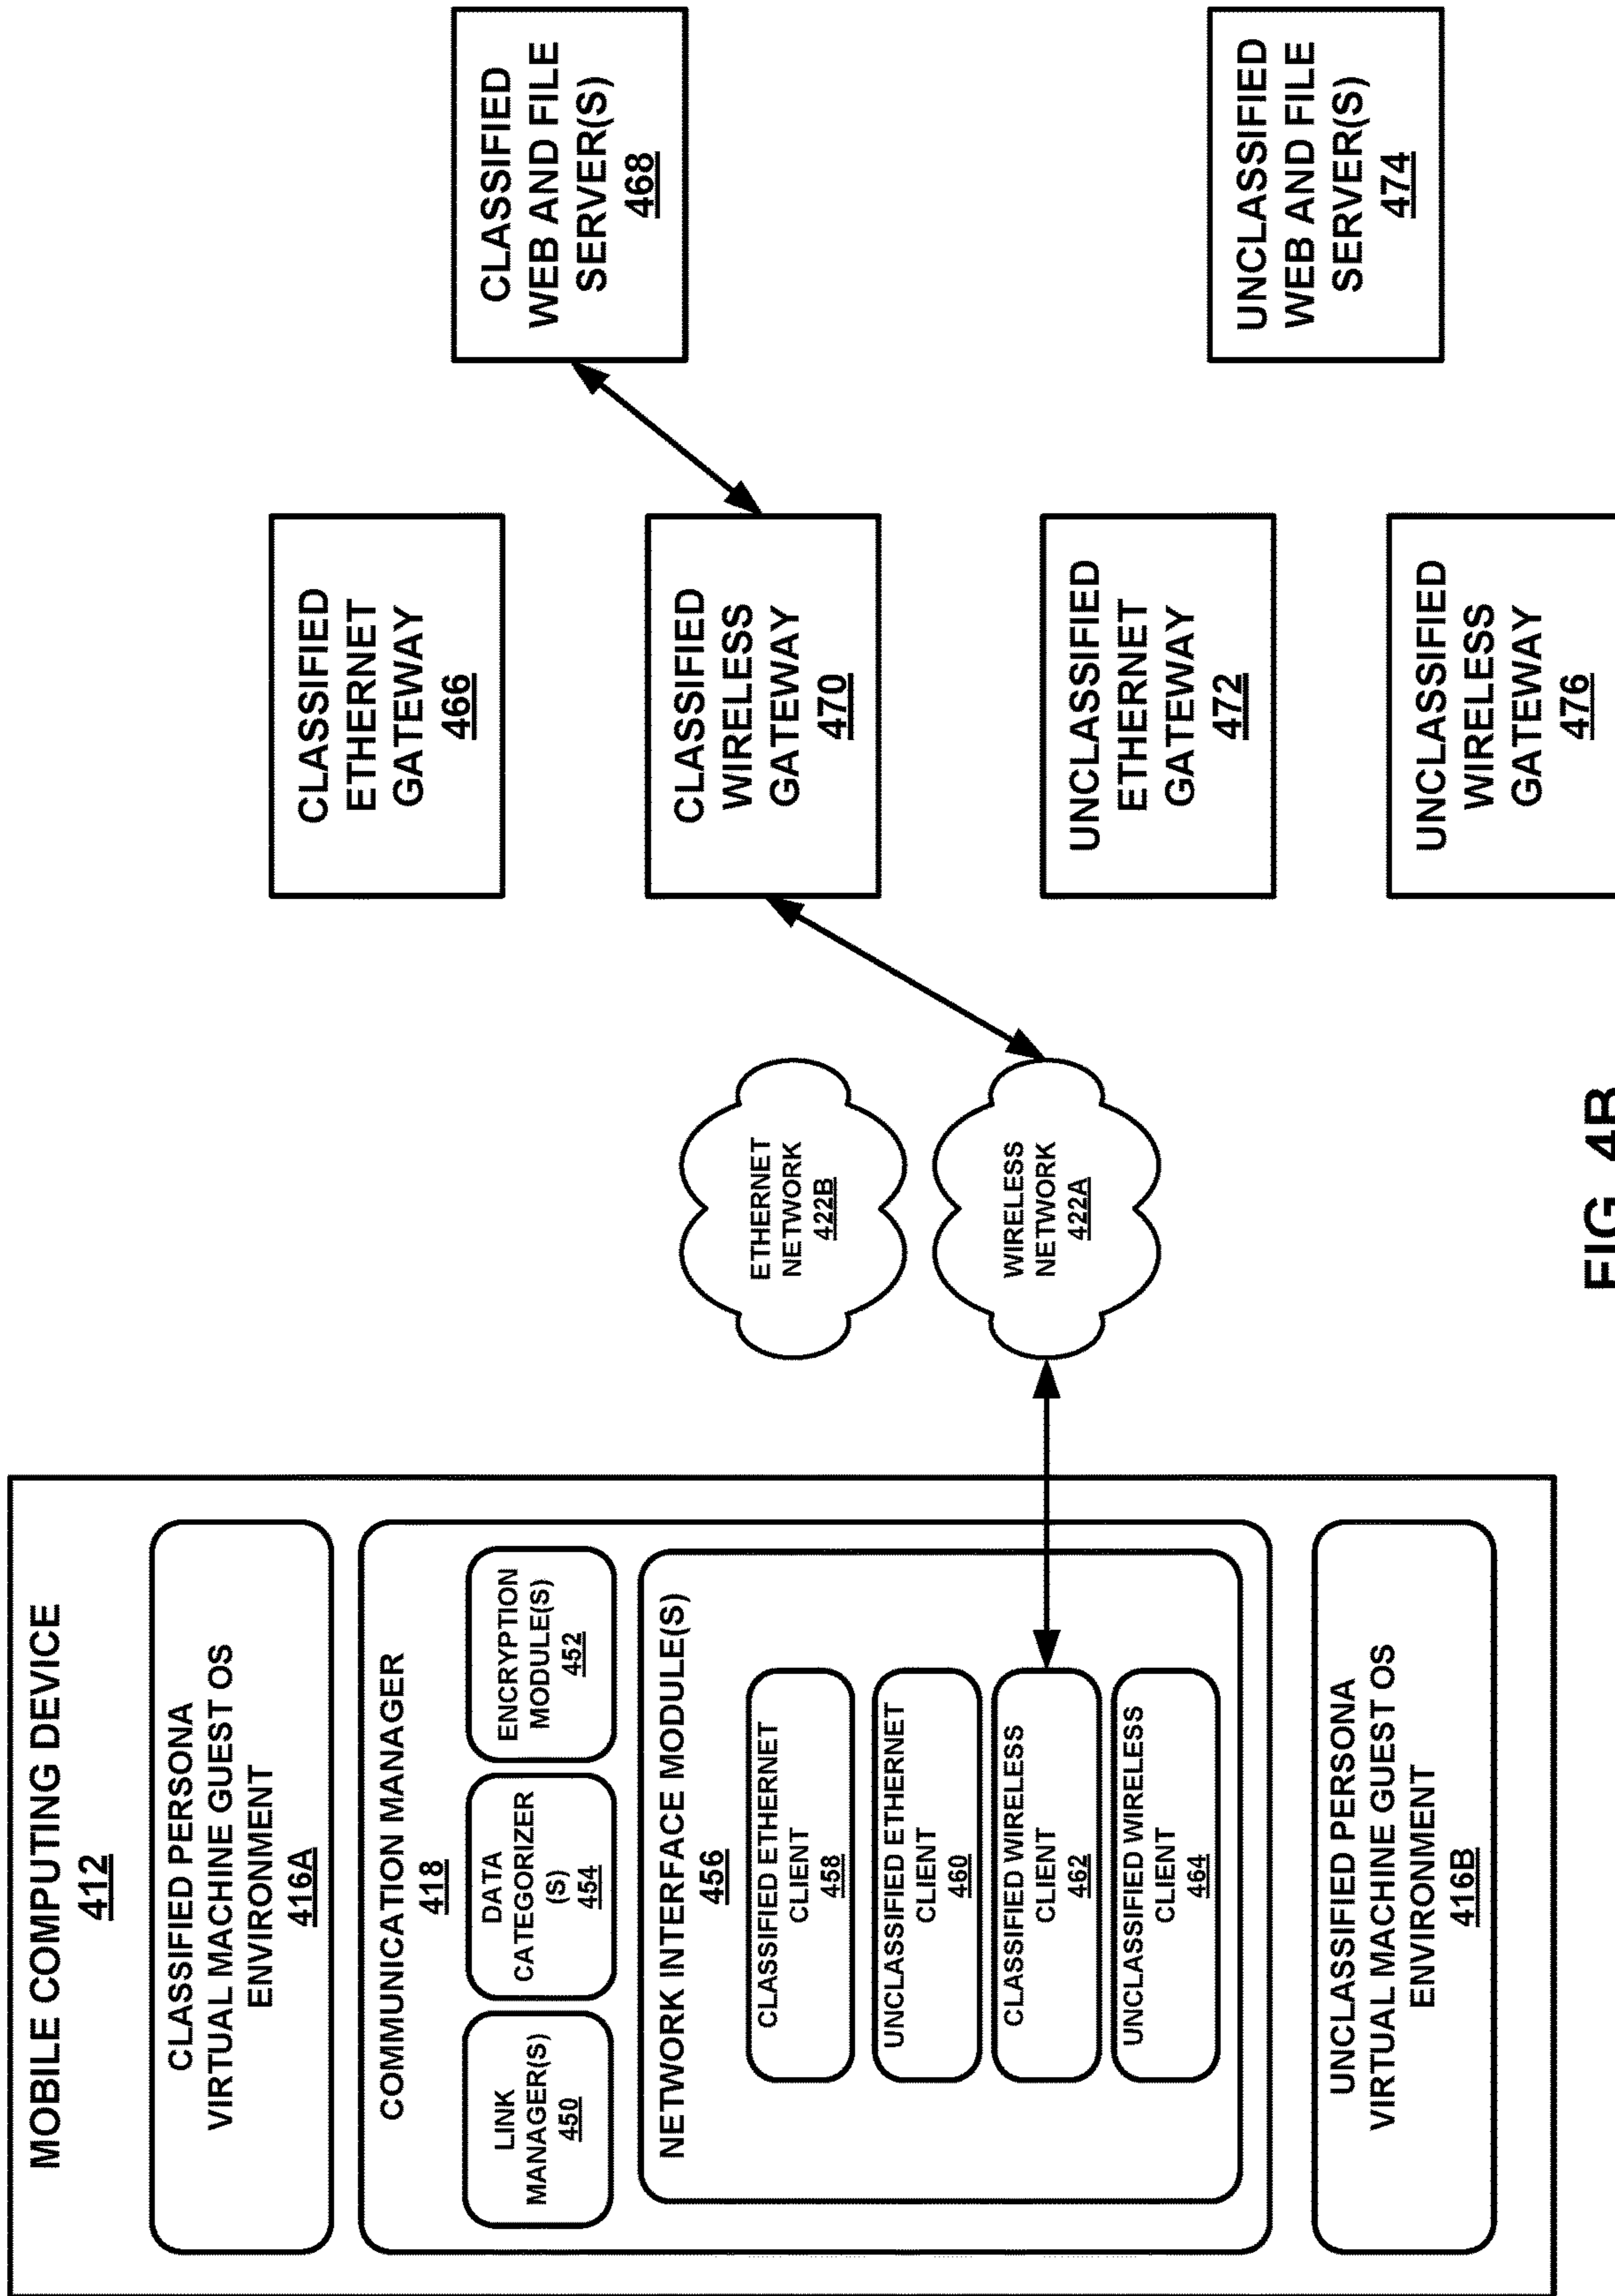 MOBILE COMPUTING DEVICE
412
CLASSIFIED PERSONA
VIRTUAL MACHINE GUEST OS
ENVIRONMENT
416A
COMMUNICATION MANAGER
418
LINK
MANAGER(S)
450
DATA
CATEGORIZER
(S)
454
ENCRYPTION
MODULE(S)
452
NETWORK INTERFACE MODULE(S)
456
CLASSIFIED ETHERNET
CLIENT
458
UNCLASSIFIED ETHERNET
CLIENT
460
CLASSIFIED WIRELESS
CLIENT
462
UNCLASSIFIED WIRELESS
CLIENT
464
UNCLASSIFIED PERSONA
VIRTUAL MACHINE GUEST OS
ENVIRONMENT
416B
ETHERNET
NETWORK
422B
WIRELESS
NETWORK
422A
CLASSIFIED
ETHERNET
GATEWAY
466
CLASSIFIED
WIRELESS
GATEWAY
470
UNCLASSIFIED
ETHERNET
GATEWAY
472
UNCLASSIFIED
WIRELESS
GATEWAY
476
CLASSIFIED
WEB AND FILE
SERVER(S)
468
UNCLASSIFIED
WEB AND FILE
SERVER(S)
474
FIG. 4B